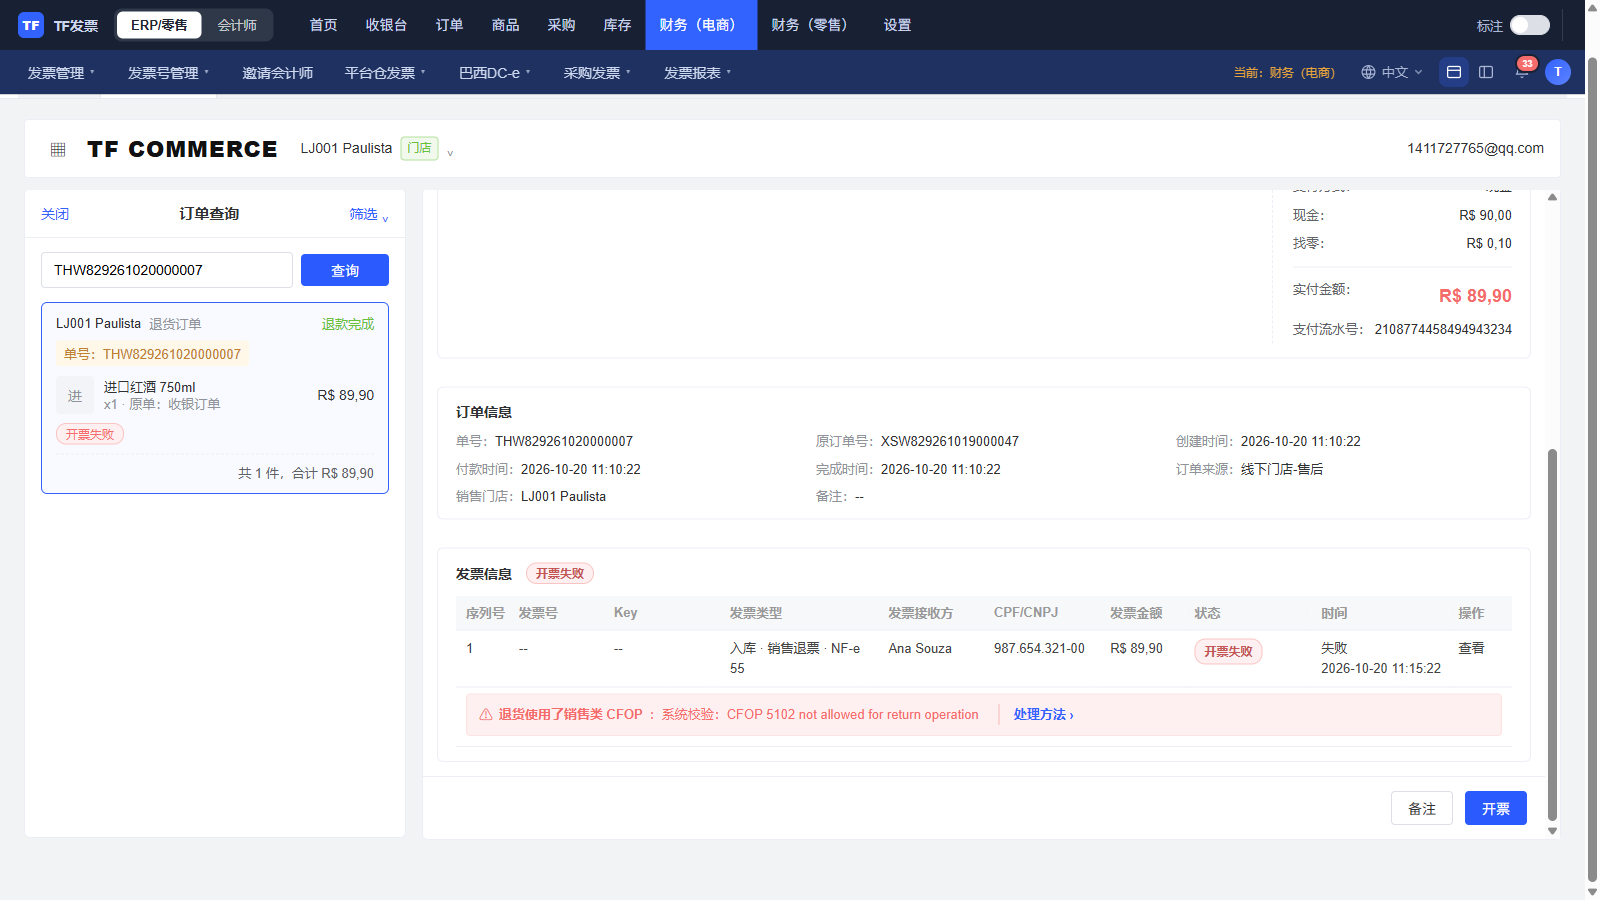 TF TF发票 ERP/零售 会计师 首页 收银台 订单 商品 采购 库存 财务（电商） 财务（零售） 设置 标注
发票管理 发票号管理 邀请会计师 平台仓发票 巴西DC-e 采购发票 发票报表 当前：财务（电商） 中文 33 T
TF COMMERCE LJ001 Paulista 门店 1411727765@qq.com
关闭 订单查询 筛选
THW829261020000007 查询
LJ001 Paulista 退货订单 退款完成
单号：THW829261020000007
进 进口红酒 750ml R$ 89,90
x1 · 原单：收银订单
开票失败
共 1 件，合计 R$ 89,90
现金： R$ 90,00
找零： R$ 0,10
实付金额： R$ 89,90
支付流水号： 2108774458494943234
订单信息
单号：THW829261020000007 原订单号：XSW829261019000047 创建时间：2026-10-20 11:10:22
付款时间：2026-10-20 11:10:22 完成时间：2026-10-20 11:10:22 订单来源：线下门店-售后
销售门店：LJ001 Paulista 备注：--
发票信息 开票失败
序列号 发票号 Key 发票类型 发票接收方 CPF/CNPJ 发票金额 状态 时间 操作
1 -- -- 入库 · 销售退票 · NF-e 55 Ana Souza 987.654.321-00 R$ 89,90 开票失败 失败 2026-10-20 11:15:22 查看
退货使用了销售类 CFOP ：系统校验：CFOP 5102 not allowed for return operation 处理方法 ›
备注 开票